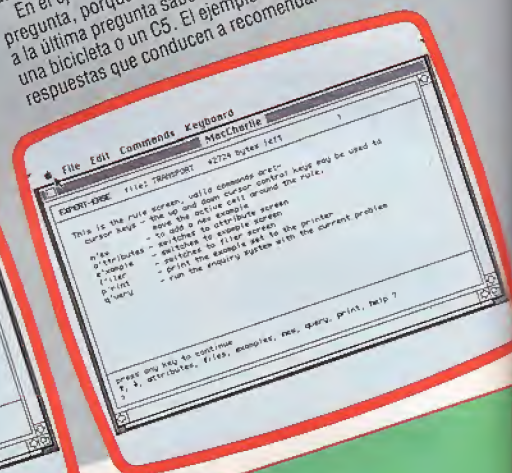 En el
pregunta, porque
a la última pregunta sabe
una bicicleta o un C5. El ejemplo
respuestas que conducen a recomendar
File Edit Commands Keyboard
MacCharlie
EXPERT-EASE file: TRANSPORT 42724 bytes left 1
This is the rule screen, valid commands are:-
cursor keys - the up and down cursor control keys may be used to
move the active cell around the rule,
n'ew - to add a new example
a'ttributes - switches to attribute screen
e'xample - switches to example screen
f'iler - switches to filer screen
p'rint - print the example set to the printer
q'uery - run the enquiry system with the current problem
press any key to continue
↑, ↓, attributes, files, examples, new, query, print, help ?
?